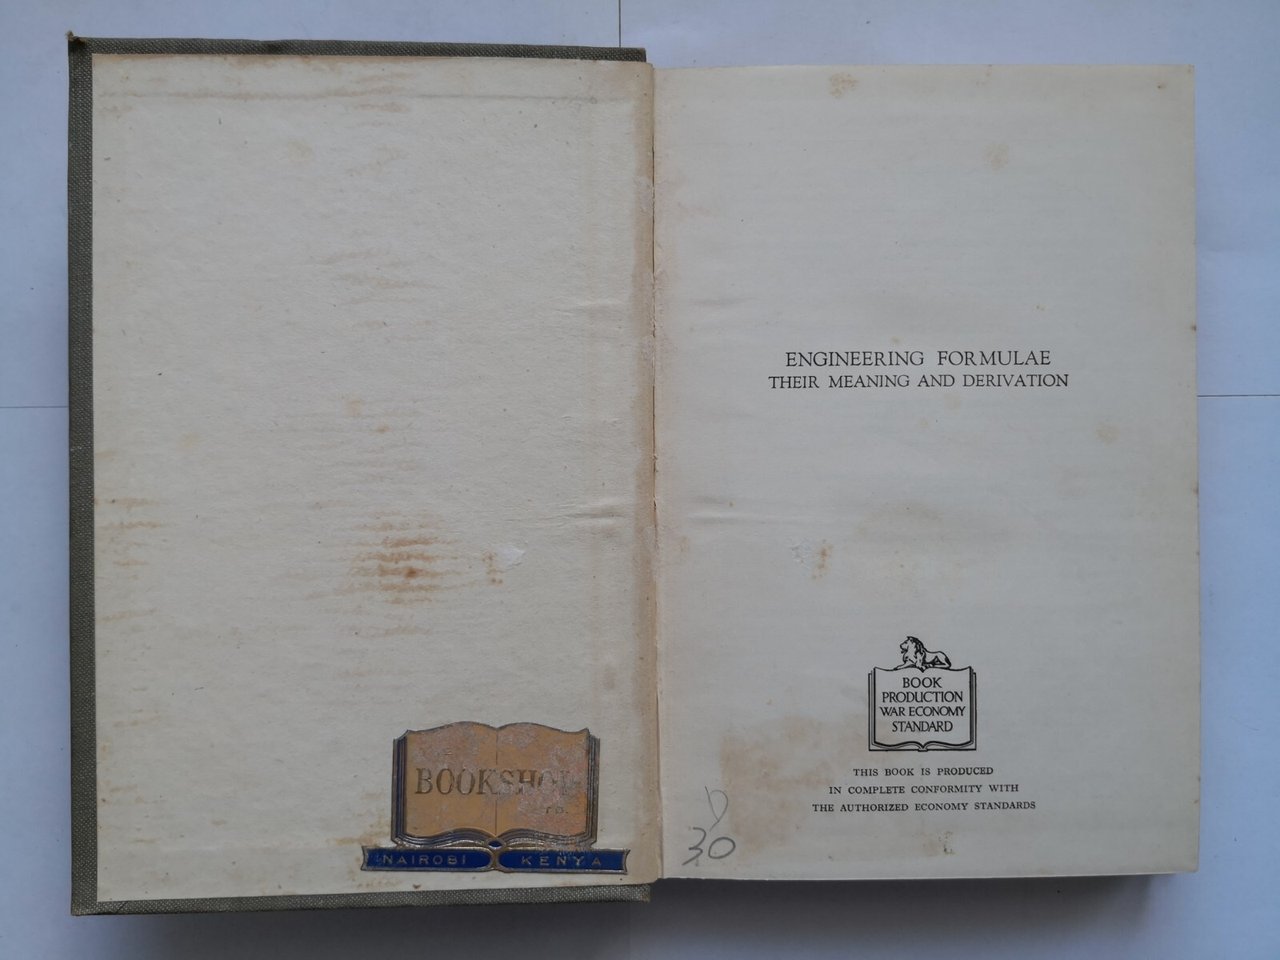 BOOKSHOP
NAIROBI KENYA
ENGINEERING FORMULAE
THEIR MEANING AND DERIVATION
BOOK
PRODUCTION
WAR ECONOMY
STANDARD
THIS BOOK IS PRODUCED
IN COMPLETE CONFORMITY WITH
THE AUTHORIZED ECONOMY STANDARDS
D
30